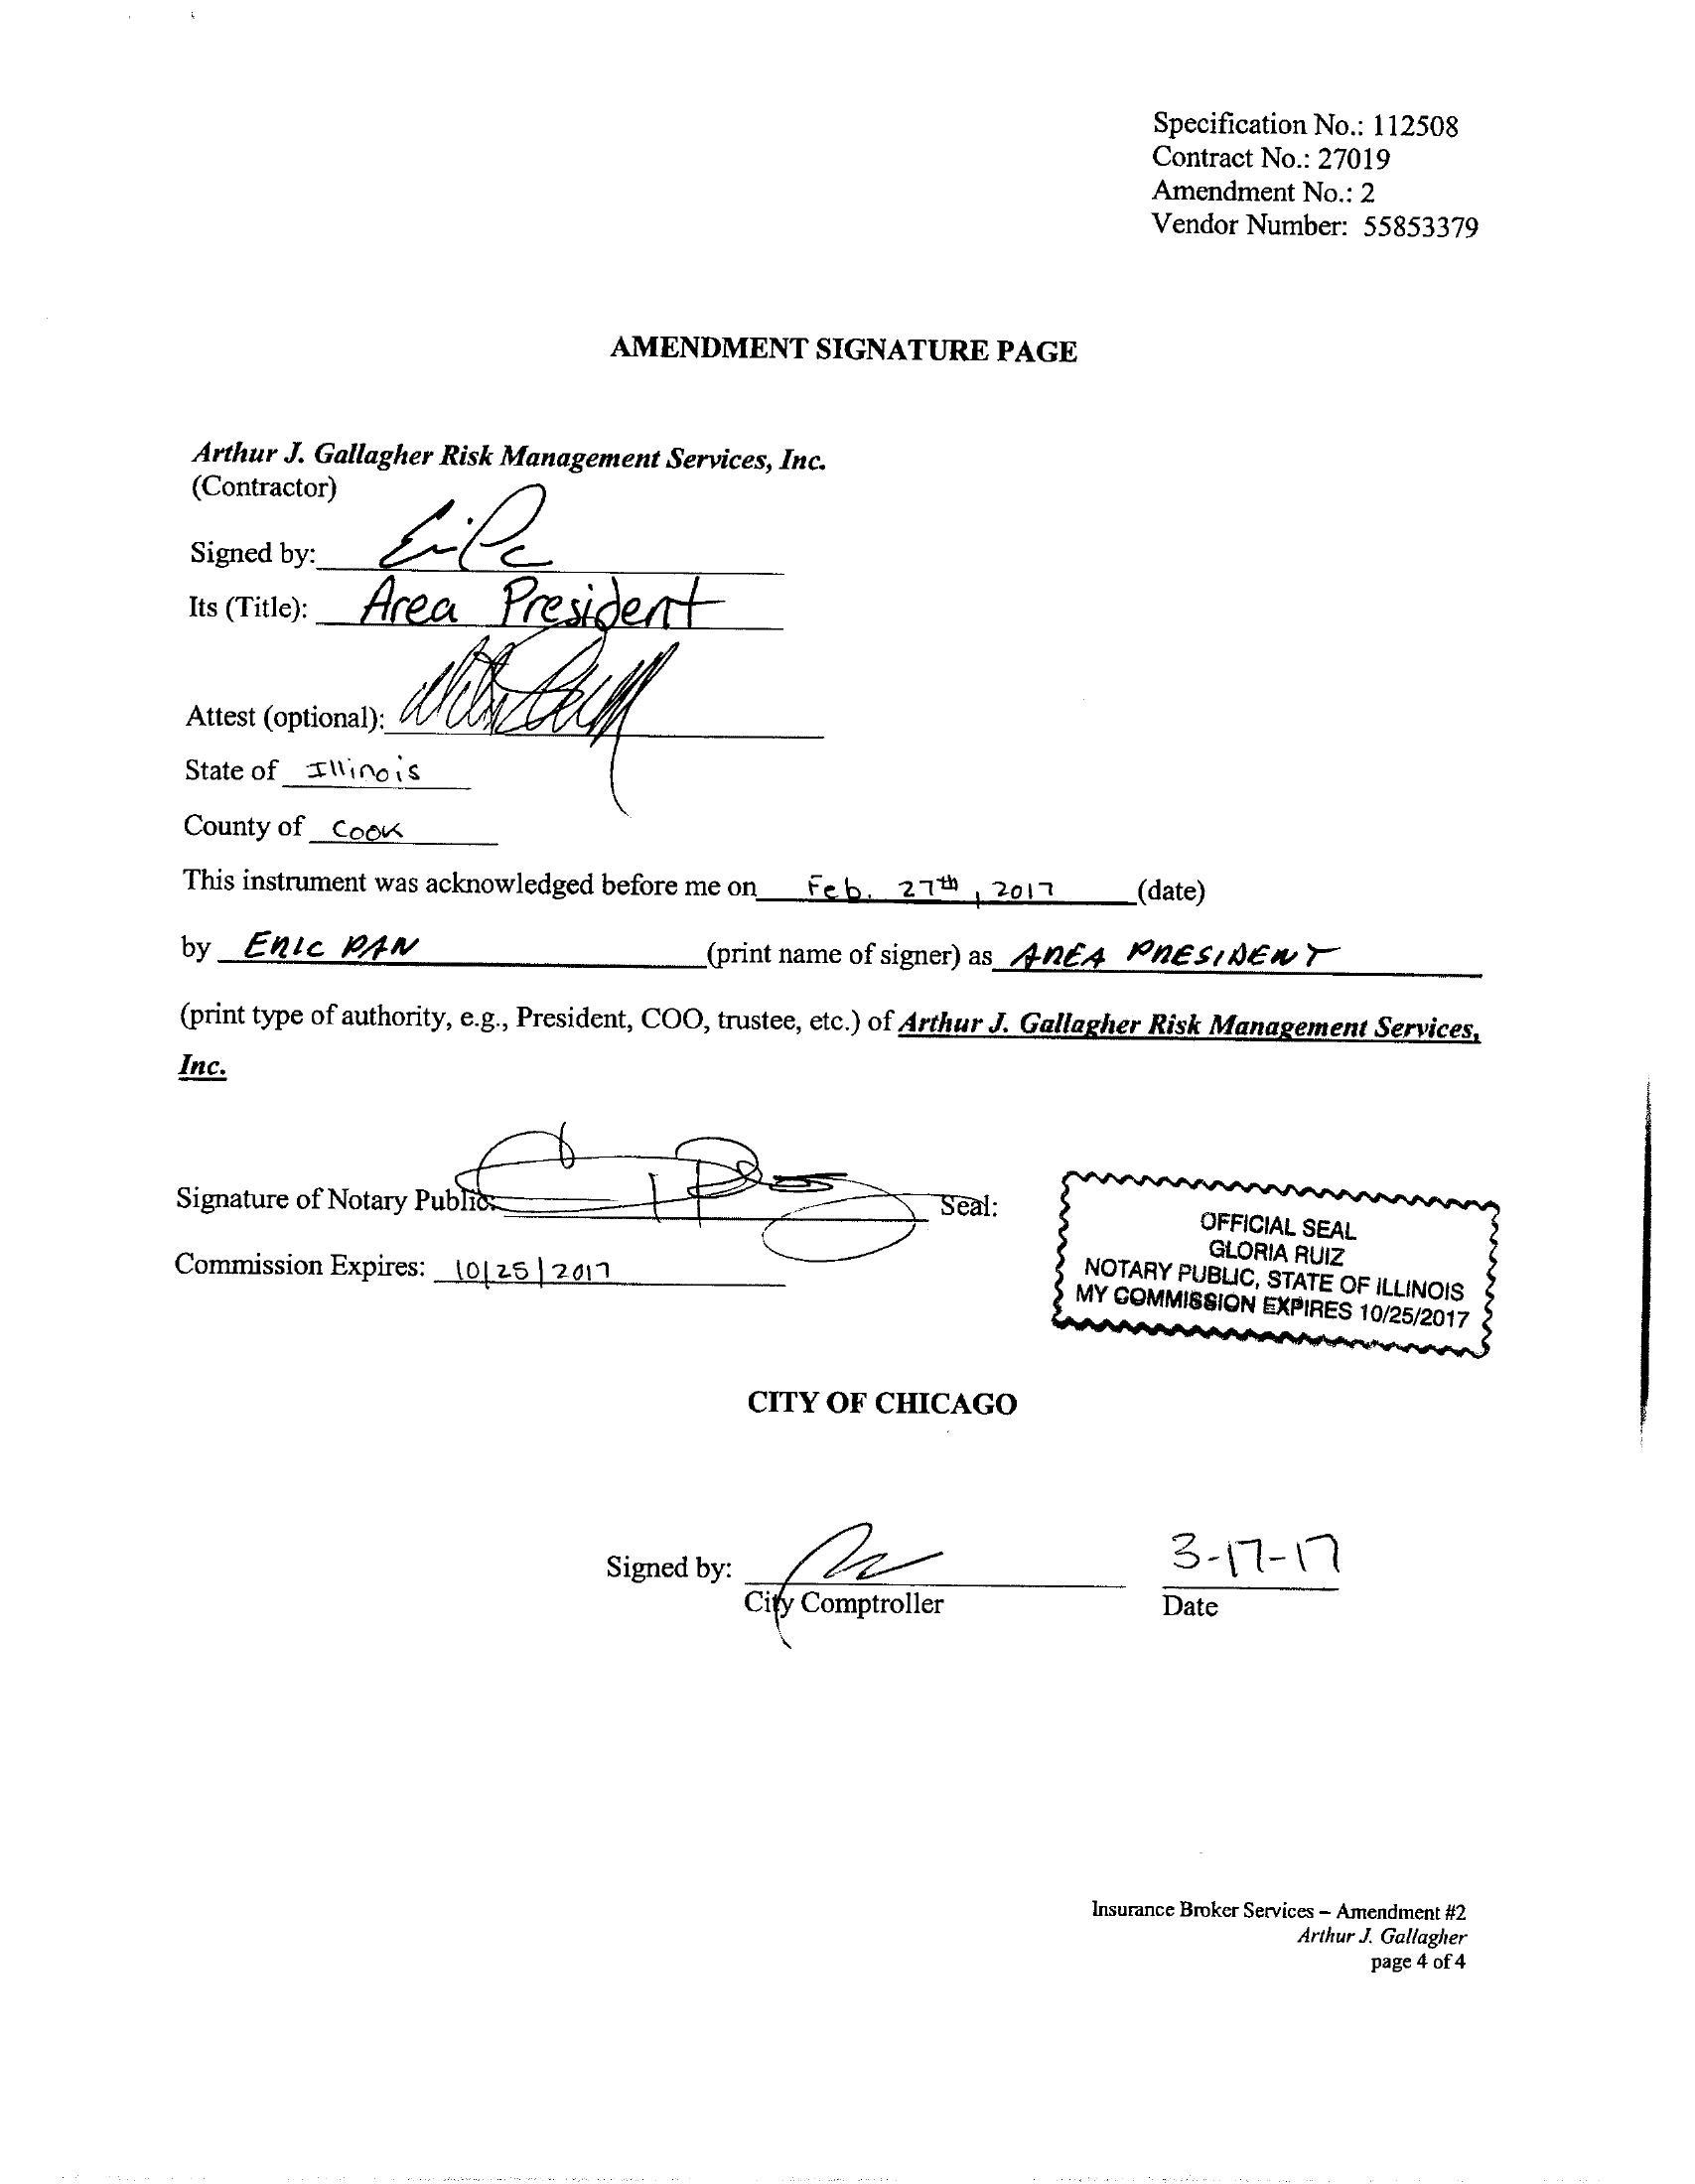 Specification No.: 112508
Contract No.: 27019
Amendment No.: 2
Vendor Number: 55853379
AMENDMENT SIGNATURE PAGE
Arthur J. Gallagher Risk Management Services, Inc.
(Contractor)
Signed by:
Its (Title): Area President
Attest (optional):
State of Illinois
County of Cook
This instrument was acknowledged before me on Feb. 27th, 2017 (date)
by ERIC PAN (print name of signer) as AREA PRESIDENT
(print type of authority, e.g., President, COO, trustee, etc.) of Arthur J. Gallagher Risk Management Services,
Inc.
Signature of Notary Public: Seal:
Commission Expires: 10/25/2017
OFFICIAL SEAL
GLORIA RUIZ
NOTARY PUBLIC, STATE OF ILLINOIS
MY COMMISSION EXPIRES 10/25/2017
CITY OF CHICAGO
Signed by: 3-17-17
City Comptroller Date
Insurance Broker Services – Amendment #2
Arthur J. Gallagher
page 4 of 4